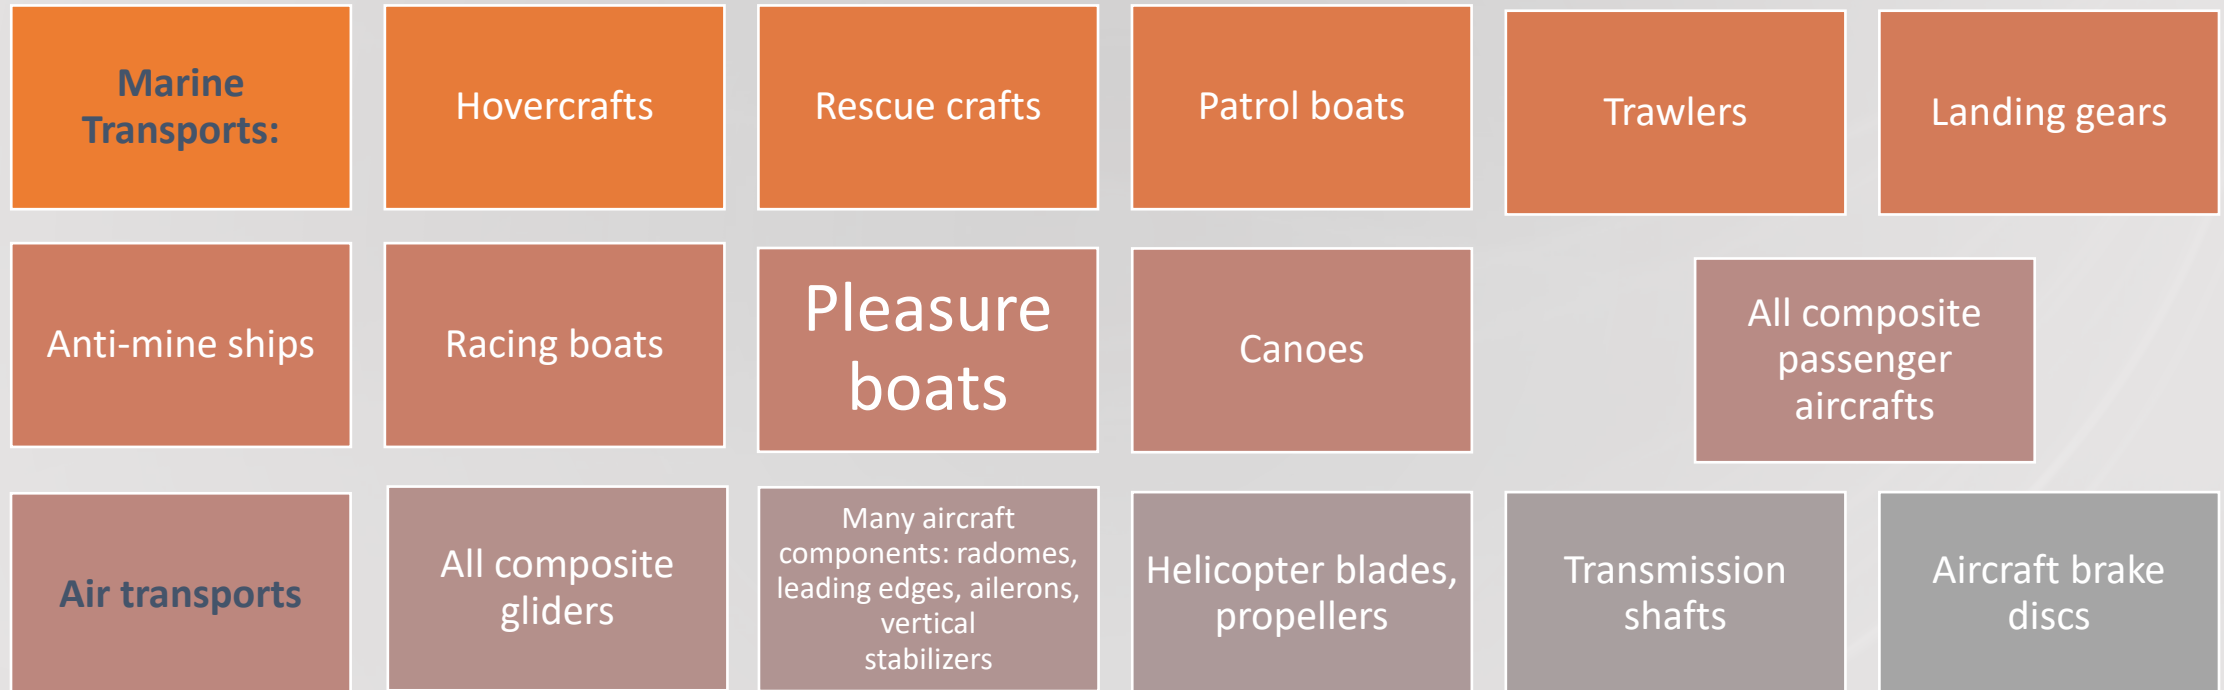 Marine
Transports:
Hovercrafts
Rescue crafts
Patrol boats
Trawlers
Landing gears
Anti-mine ships
Racing boats
Pleasure
boats
Canoes
All composite
passenger
aircrafts
Air transports
All composite
gliders
Many aircraft
components: radomes,
leading edges, ailerons,
vertical
stabilizers
Helicopter blades,
propellers
Transmission
shafts
Aircraft brake
discs